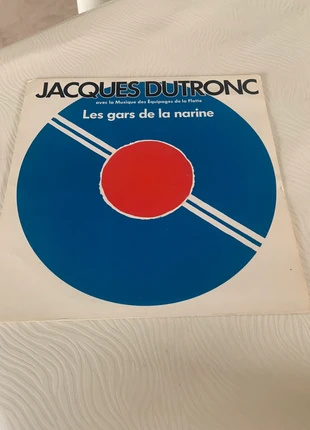 JACQUES DUTRONC
avec la Musique des Équipages de la Flotte
Les gars de la narine